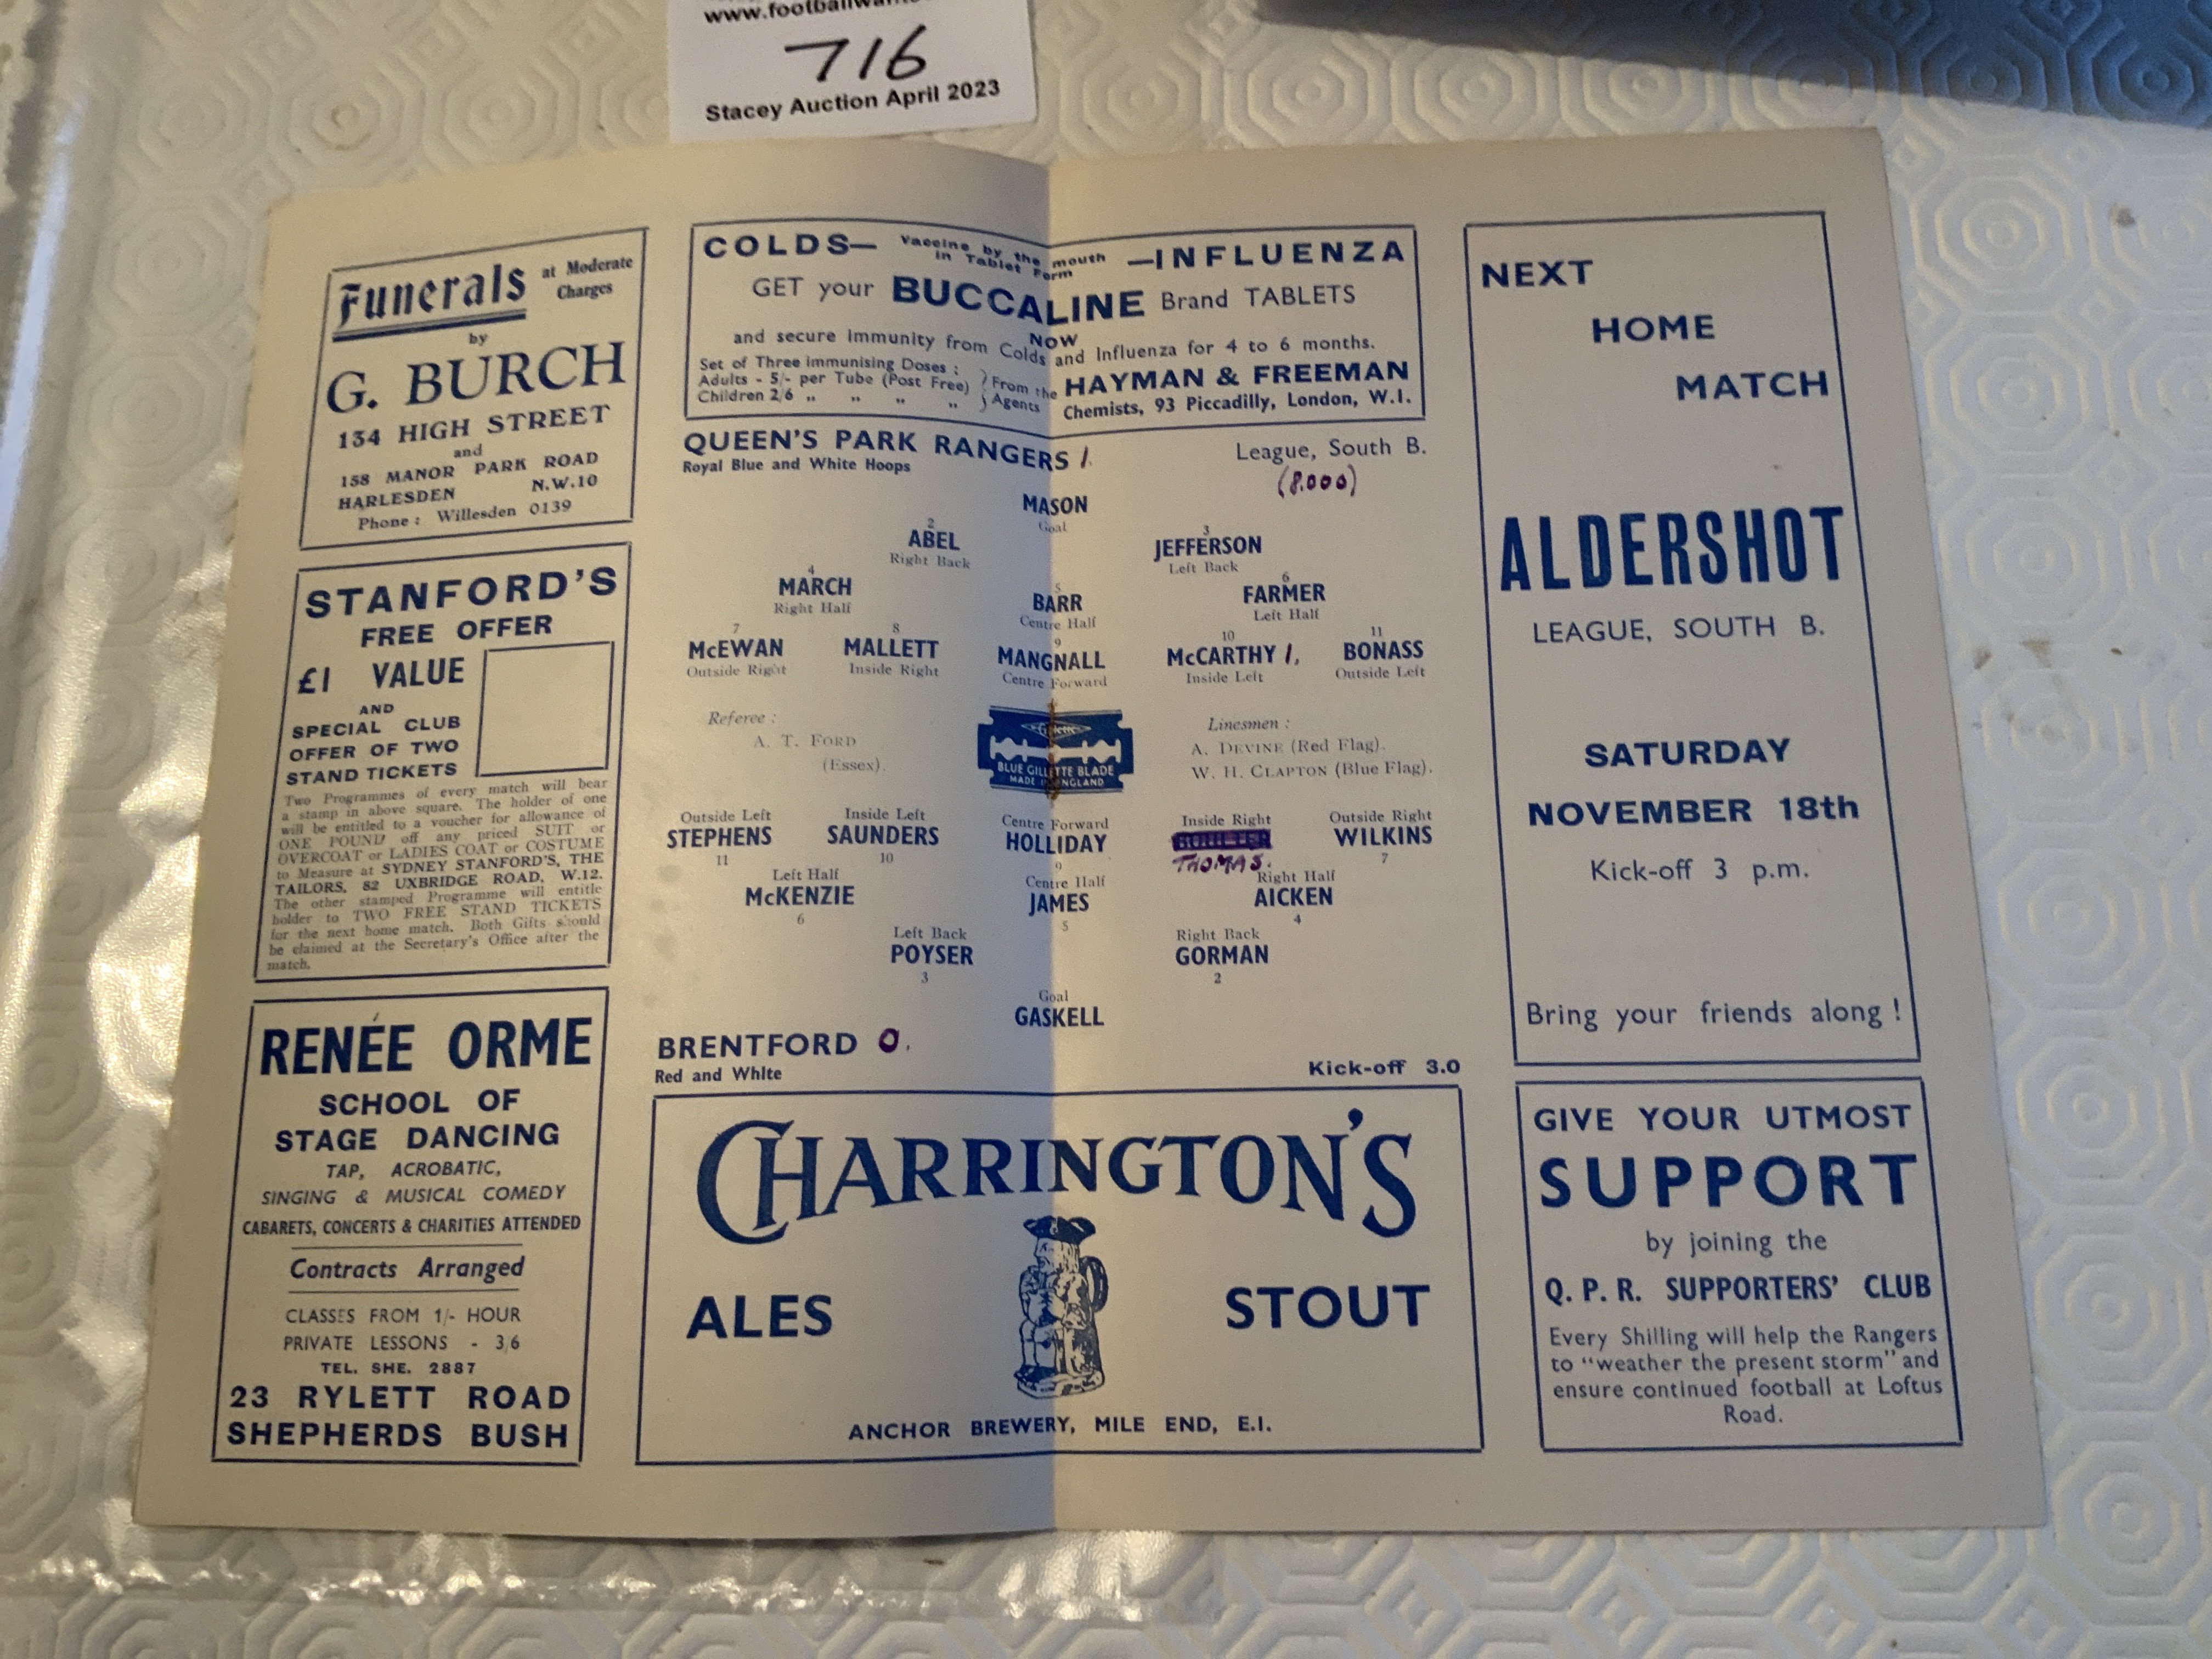 716
Stacey Auction April 2023
Funerals at Moderate
Charges
by
G. BURCH
134 HIGH STREET
and
158 MANOR PARK ROAD
HARLESDEN N.W.10
Phone : Willesden 0139
STANFORD'S
FREE OFFER
£1 VALUE
AND
SPECIAL CLUB
OFFER OF TWO
STAND TICKETS
Two Programmes of every match will bear
a stamp in above square. The holder of one
will be entitled to a voucher for allowance of
ONE POUND off any priced SUIT or
OVERCOAT or LADIES COAT or COSTUME
to Measure at SYDNEY STANFORD'S, THE
TAILORS, 82 UXBRIDGE ROAD, W.12.
The other stamped Programme will entitle
holder to TWO FREE STAND TICKETS
for the next home match. Both Gifts should
be claimed at the Secretary's Office after the
match.
RENÉE ORME
SCHOOL OF
STAGE DANCING
TAP, ACROBATIC,
SINGING & MUSICAL COMEDY
CABARETS, CONCERTS & CHARITIES ATTENDED
Contracts Arranged
CLASSES FROM 1/- HOUR
PRIVATE LESSONS - 3/6
TEL. SHE. 2887
23 RYLETT ROAD
SHEPHERDS BUSH
COLDS— Vaccine by the mouth —INFLUENZA
in Tablet Form
GET your BUCCALINE Brand TABLETS
NOW
and secure immunity from Colds and Influenza for 4 to 6 months.
Set of Three immunising Doses :
Adults - 5/- per Tube (Post Free)
Children 2/6 " " " "
From the
Agents
HAYMAN & FREEMAN
Chemists, 93 Piccadilly, London, W.1.
QUEEN'S PARK RANGERS 1.
Royal Blue and White Hoops
League, South B.
(8.000)
MASON
Goal
2 3
ABEL JEFFERSON
Right Back Left Back
4 5 6
MARCH BARR FARMER
Right Half Centre Half Left Half
7 8 9 10 11
McEWAN MALLETT MANGNALL McCARTHY 1. BONASS
Outside Right Inside Right Centre Forward Inside Left Outside Left
Referee :
A. T. FORD
(Essex).
Gillette
BLUE GILLETTE BLADE
MADE IN ENGLAND
Linesmen :
A. DEVINE (Red Flag).
W. H. CLAPTON (Blue Flag).
Outside Left Inside Left Centre Forward Inside Right Outside Right
STEPHENS SAUNDERS HOLLIDAY WILKINS
THOMAS.
11 10 9 7
Left Half Centre Half Right Half
McKENZIE JAMES AICKEN
6 5 4
Left Back Right Back
POYSER GORMAN
3 2
Goal
GASKELL
BRENTFORD 0.
Red and White
Kick-off 3.0
CHARRINGTON'S
ALES STOUT
ANCHOR BREWERY, MILE END, E.1.
NEXT
HOME
MATCH
ALDERSHOT
LEAGUE, SOUTH B.
SATURDAY
NOVEMBER 18th
Kick-off 3 p.m.
Bring your friends along !
GIVE YOUR UTMOST
SUPPORT
by joining the
Q. P. R. SUPPORTERS' CLUB
Every Shilling will help the Rangers
to "weather the present storm" and
ensure continued football at Loftus
Road.